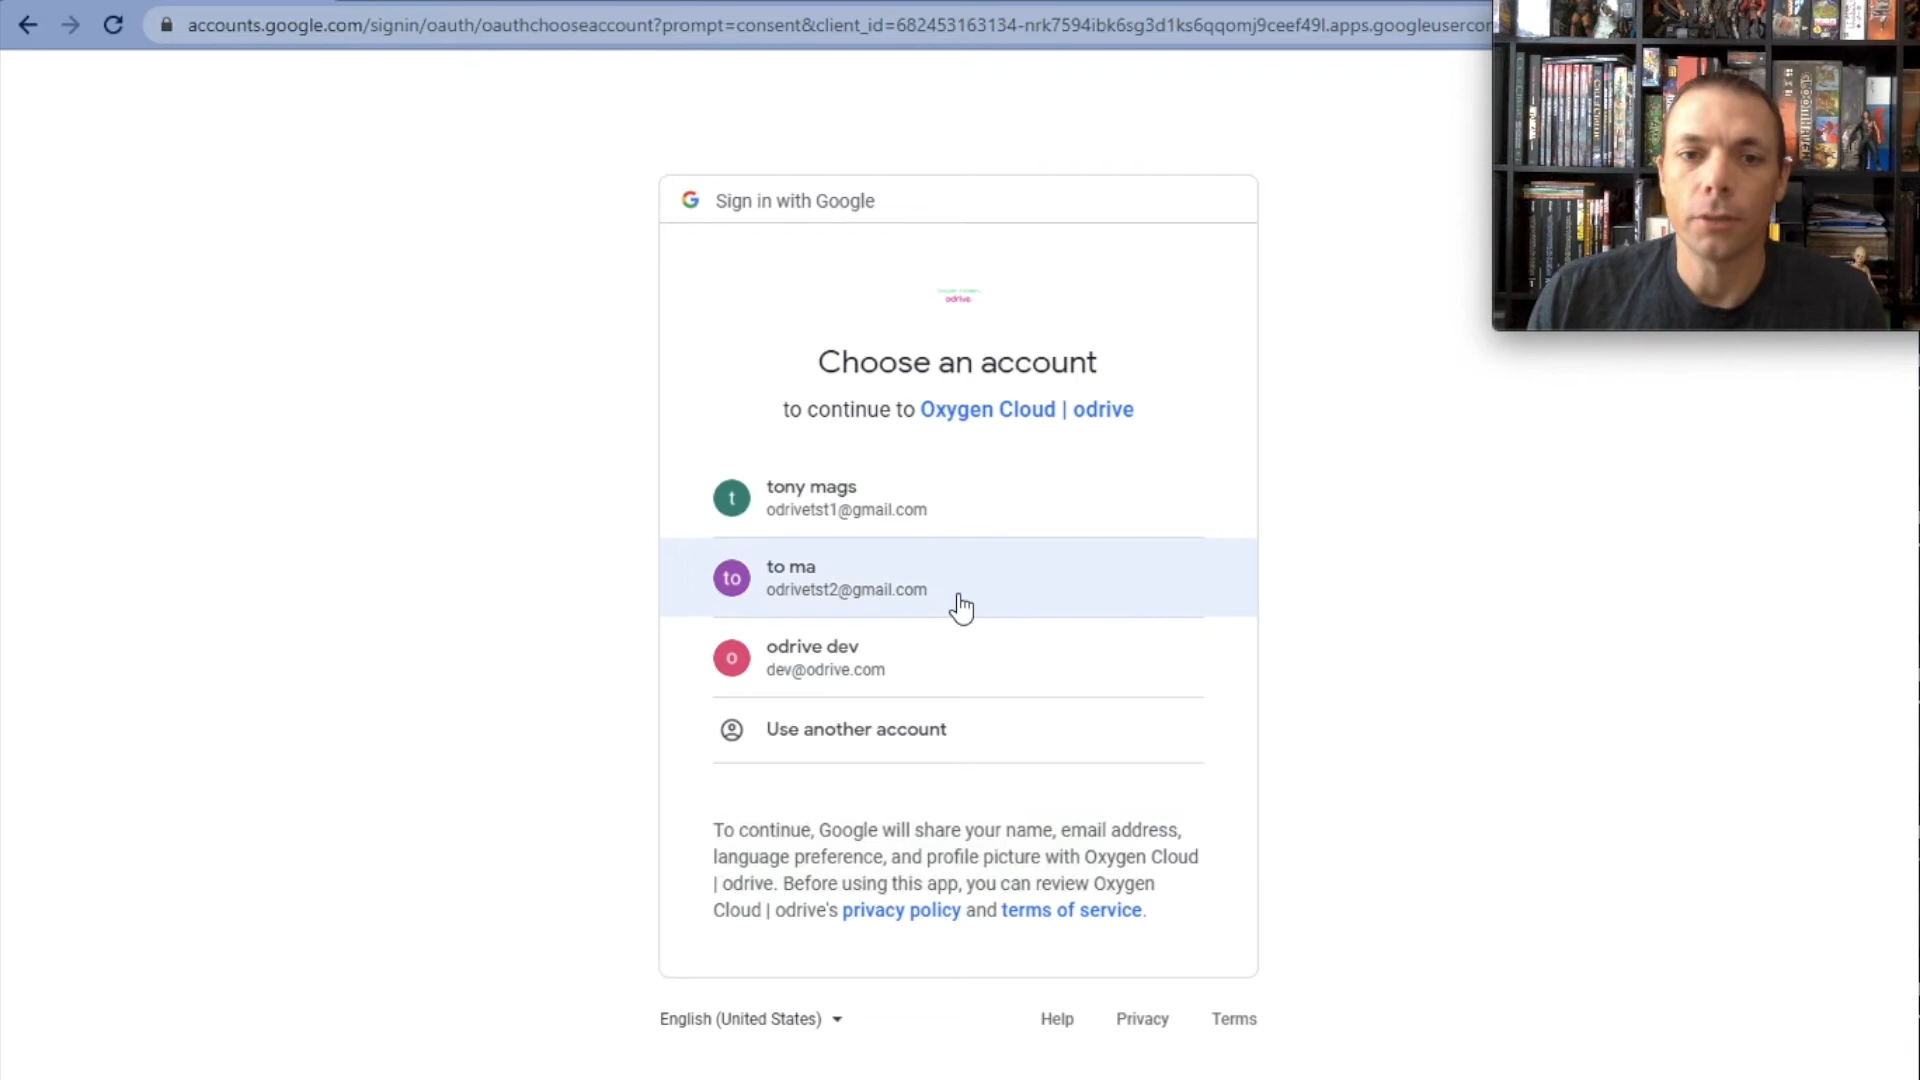 accounts.google.com/signin/oauth/oauthchooseaccount?prompt=consent&client_id=682453163134-nrk7594ibk6sg3d1ks6qqomj9ceef49l.apps.googleusercor
Sign in with Google
odrive
Choose an account
to continue to Oxygen Cloud | odrive
t
tony mags
odrivetst1@gmail.com
to
to ma
odrivetst2@gmail.com
o
odrive dev
dev@odrive.com
Use another account
To continue, Google will share your name, email address,
language preference, and profile picture with Oxygen Cloud
| odrive. Before using this app, you can review Oxygen
Cloud | odrive's privacy policy and terms of service.
English (United States)
Help
Privacy
Terms